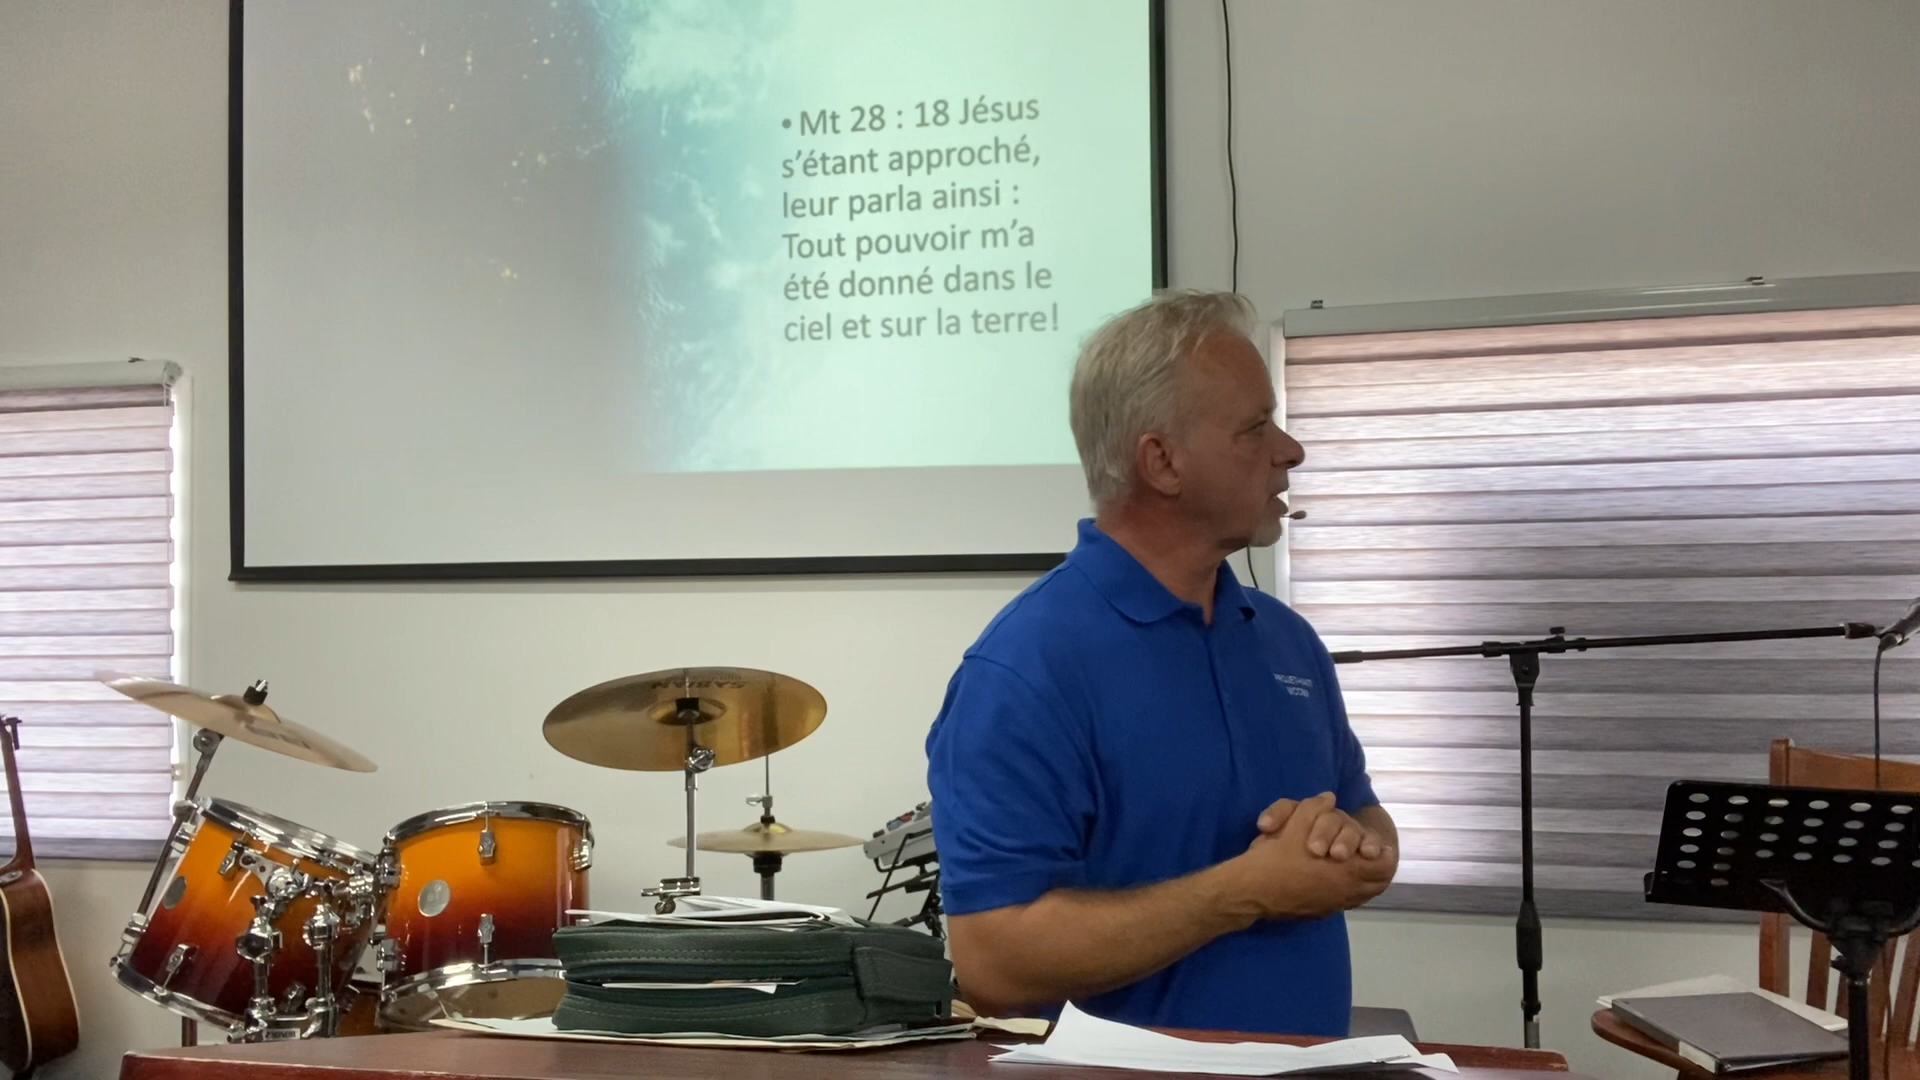 • Mt 28 : 18 Jésus
s’étant approché,
leur parla ainsi :
Tout pouvoir m’a
été donné dans le
ciel et sur la terre!
SABIAN